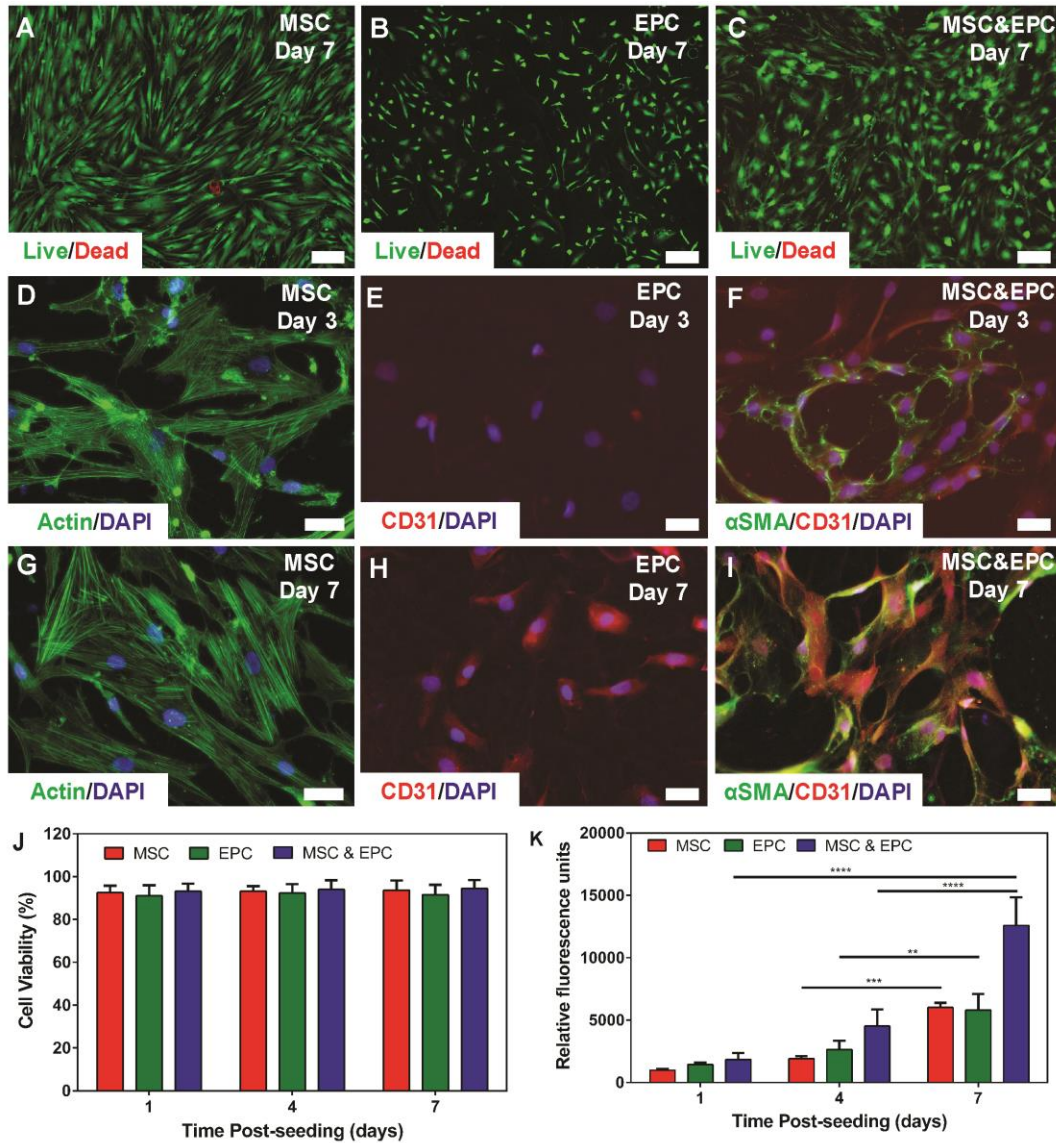 A
MSC
Day 7
Live/Dead
B
EPC
Day 7
Live/Dead
C
MSC&EPC
Day 7
Live/Dead
D
MSC
Day 3
Actin/DAPI
E
EPC
Day 3
CD31/DAPI
F
MSC&EPC
Day 3
αSMA/CD31/DAPI
G
MSC
Day 7
Actin/DAPI
H
EPC
Day 7
CD31/DAPI
I
MSC&EPC
Day 7
αSMA/CD31/DAPI
J
MSC EPC MSC & EPC
Cell Viability (%)
120
100
80
60
40
20
0
1 4 7
Time Post-seeding (days)
K
MSC EPC MSC & EPC
Relative fluorescence units
20000
15000
10000
5000
0
****
****
**
***
1 4 7
Time Post-seeding (days)